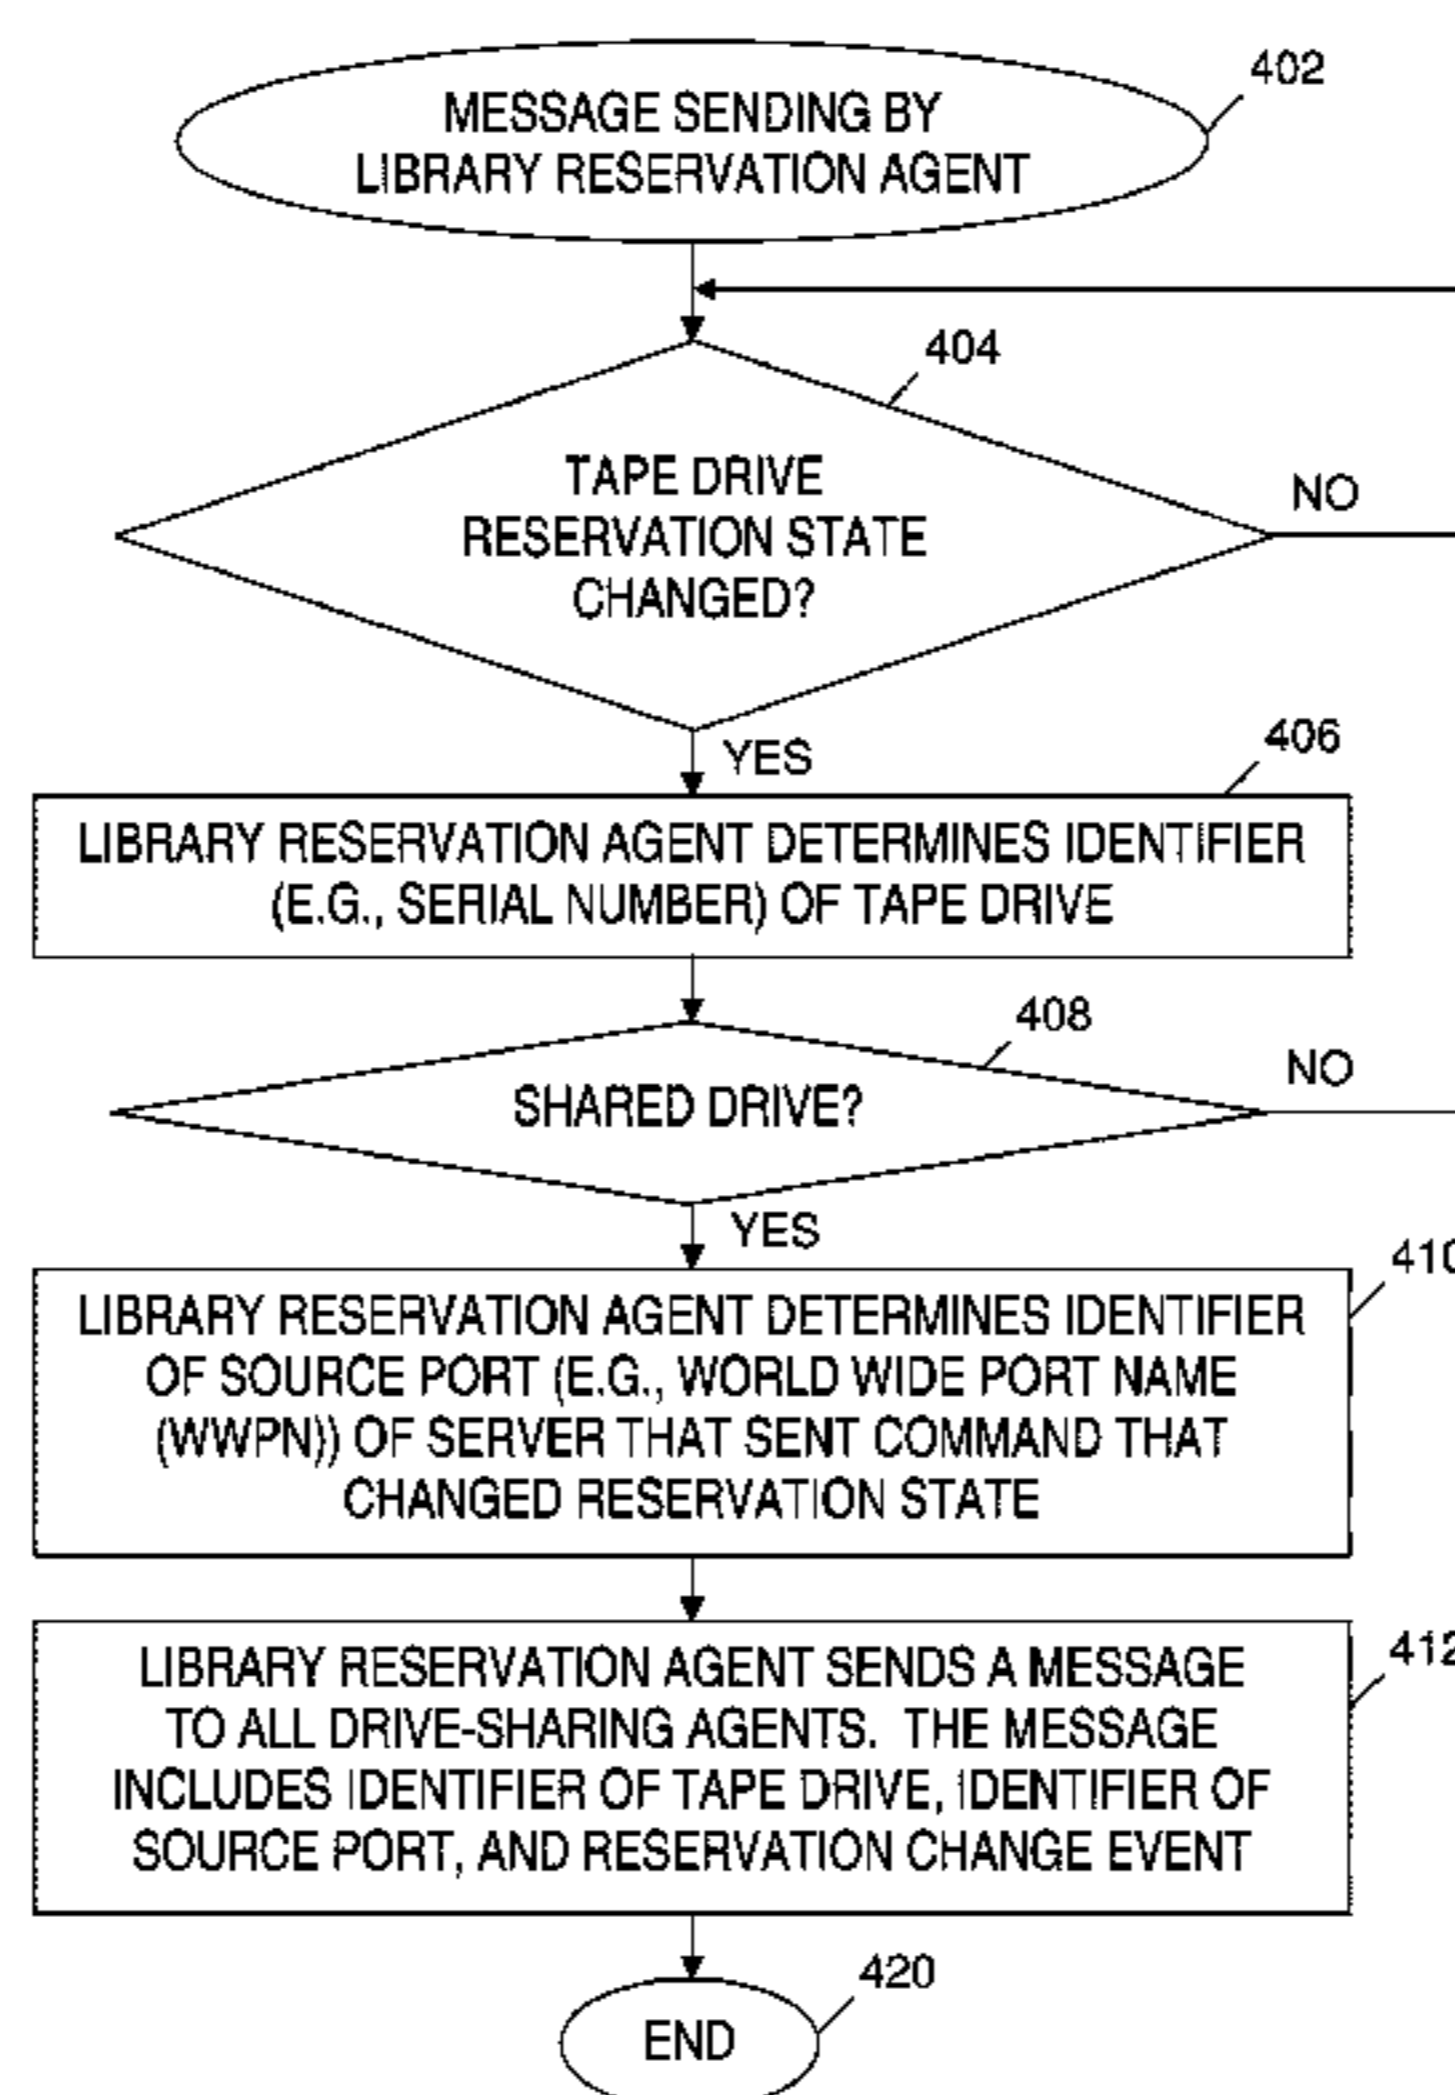 402
MESSAGE SENDING BY
LIBRARY RESERVATION AGENT
404
TAPE DRIVE
RESERVATION STATE
CHANGED?
NO
YES
406
LIBRARY RESERVATION AGENT DETERMINES IDENTIFIER
(E.G., SERIAL NUMBER) OF TAPE DRIVE
408
SHARED DRIVE?
NO
YES
410
LIBRARY RESERVATION AGENT DETERMINES IDENTIFIER
OF SOURCE PORT (E.G., WORLD WIDE PORT NAME
(WWPN)) OF SERVER THAT SENT COMMAND THAT
CHANGED RESERVATION STATE
412
LIBRARY RESERVATION AGENT SENDS A MESSAGE
TO ALL DRIVE-SHARING AGENTS. THE MESSAGE
INCLUDES IDENTIFIER OF TAPE DRIVE, IDENTIFIER OF
SOURCE PORT, AND RESERVATION CHANGE EVENT
420
END